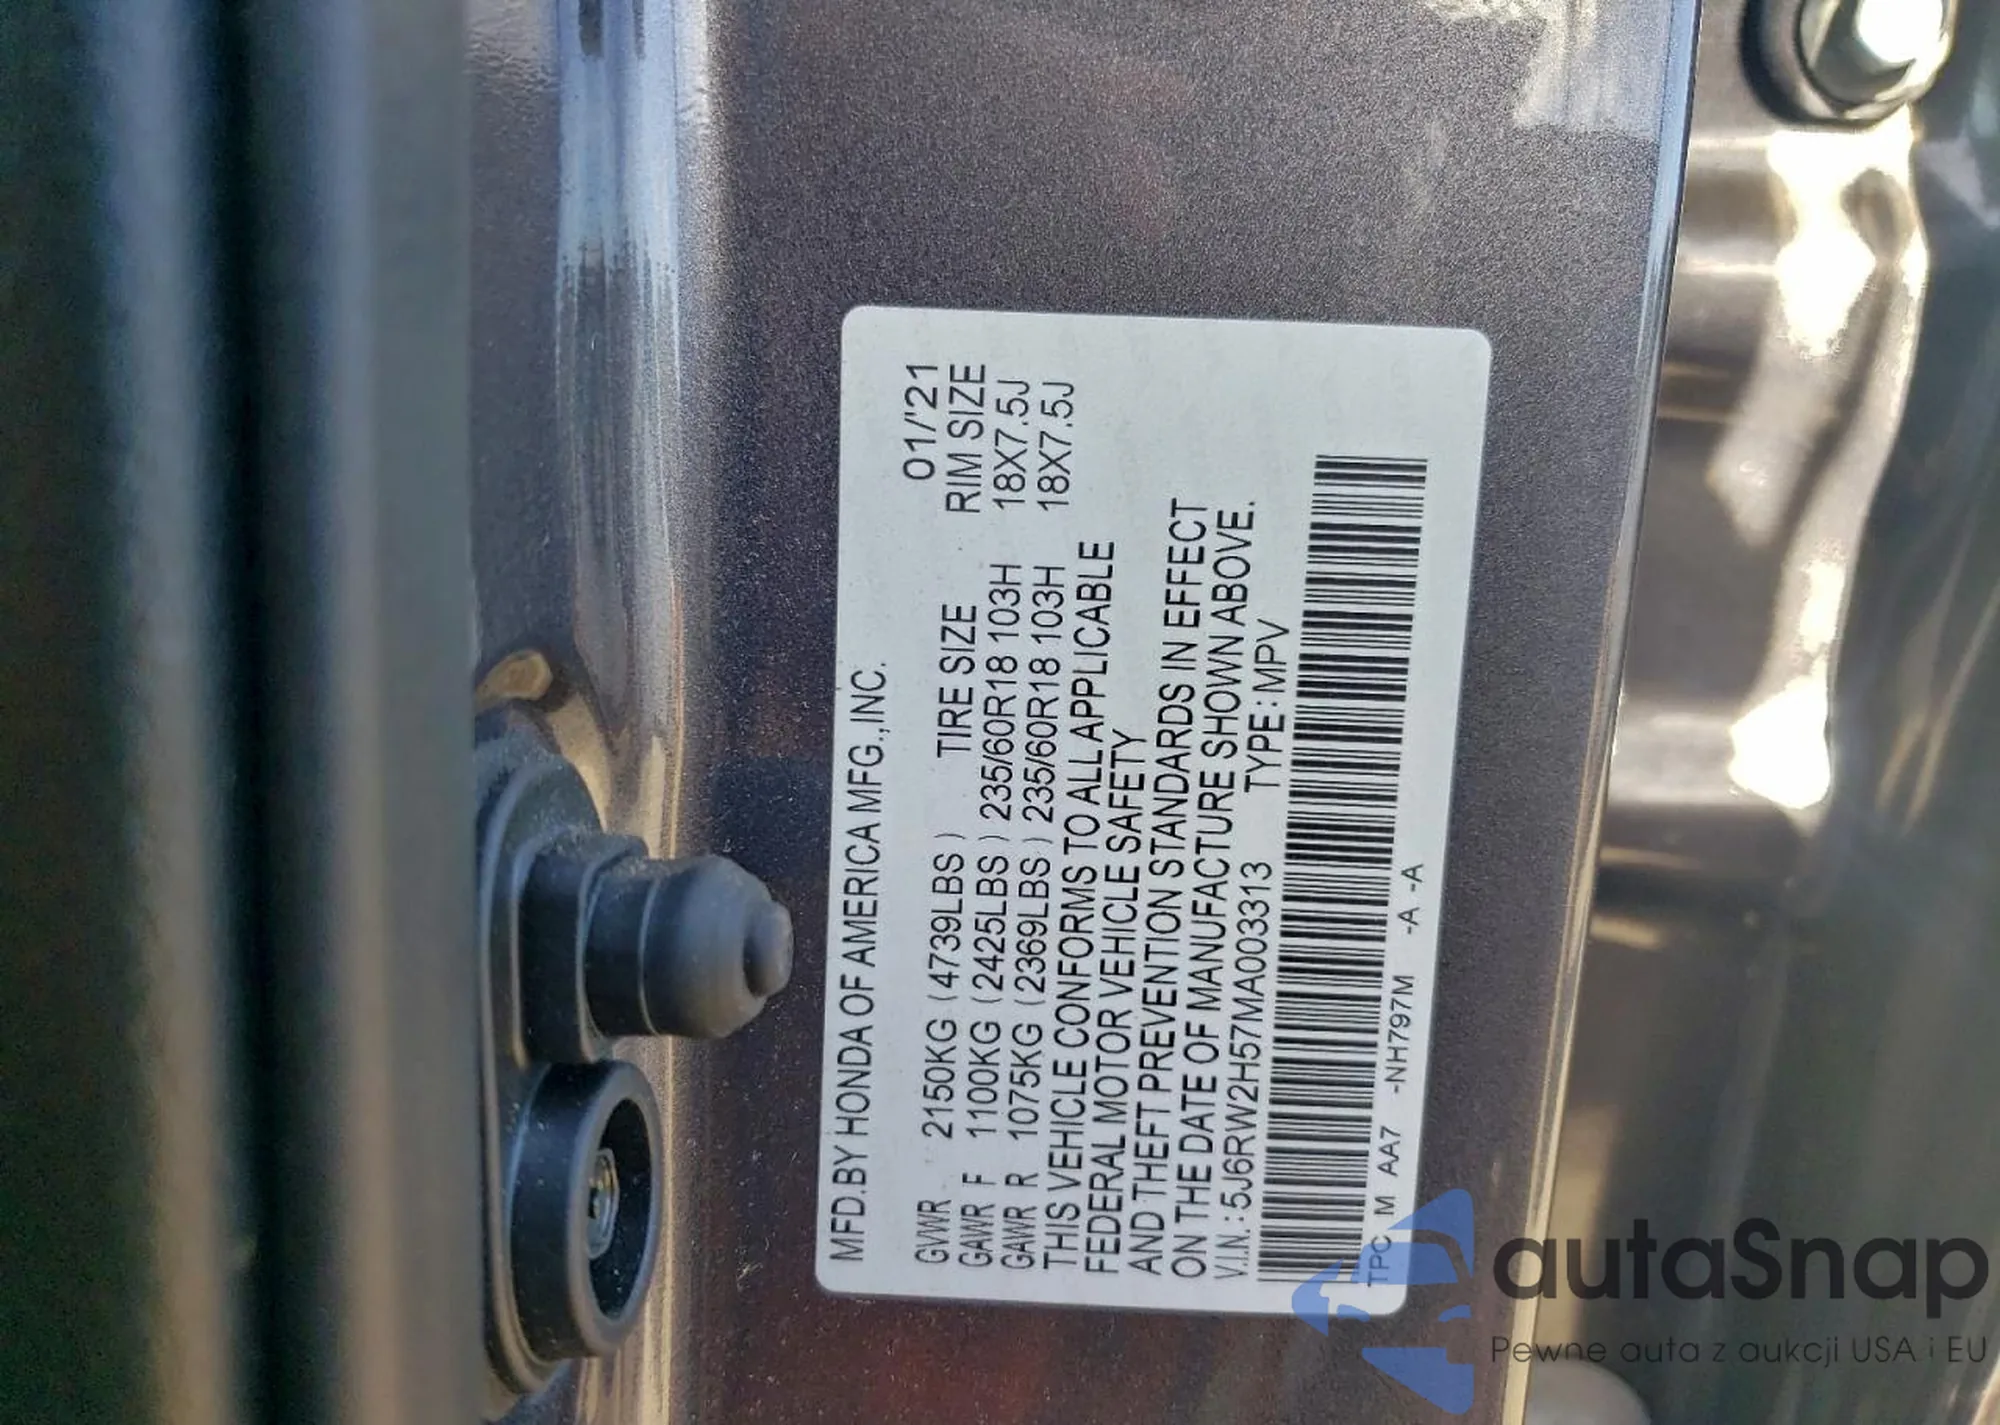 MFD.BY HONDA OF AMERICA MFG.,INC.
01/'21
GVWR 2150KG (4739LBS) TIRE SIZE RIM SIZE
GAWR F 1100KG (2425LBS) 235/60R18 103H 18X7.5J
GAWR R 1075KG (2369LBS) 235/60R18 103H 18X7.5J
THIS VEHICLE CONFORMS TO ALL APPLICABLE
FEDERAL MOTOR VEHICLE SAFETY
AND THEFT PREVENTION STANDARDS IN EFFECT
ON THE DATE OF MANUFACTURE SHOWN ABOVE.
V.I.N.: 5J6RW2H57MA003313 TYPE: MPV
TPC M AA7 -NH797M -A -A
autaSnap
Pewne auta z aukcji USA i EU